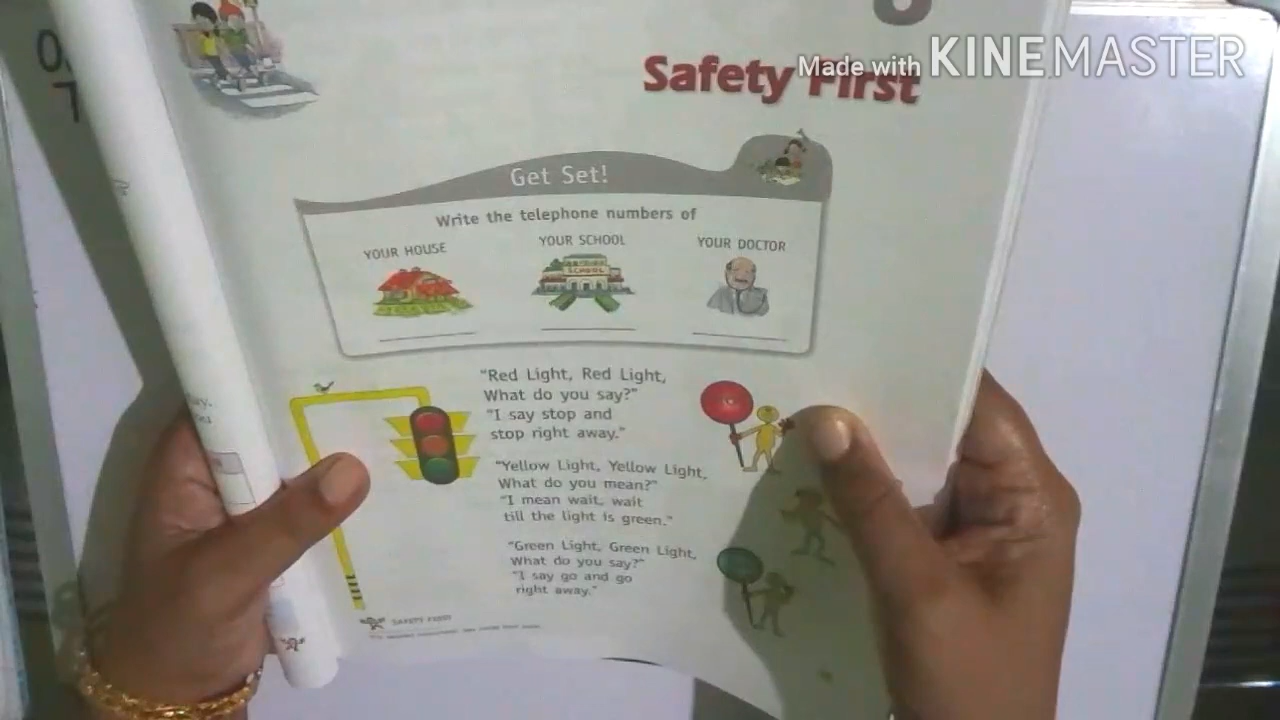 Made with KINEMASTER
Safety First
Get Set!
Write the telephone numbers of
YOUR HOUSE
YOUR SCHOOL
YOUR DOCTOR
SCHOOL
"Red Light, Red Light,
What do you say?"
"I say stop and
stop right away."
"Yellow Light, Yellow Light,
What do you mean?"
"I mean wait, wait
till the light is green."
"Green Light, Green Light,
What do you say?"
"I say go and go
right away."
SAFETY FIRST